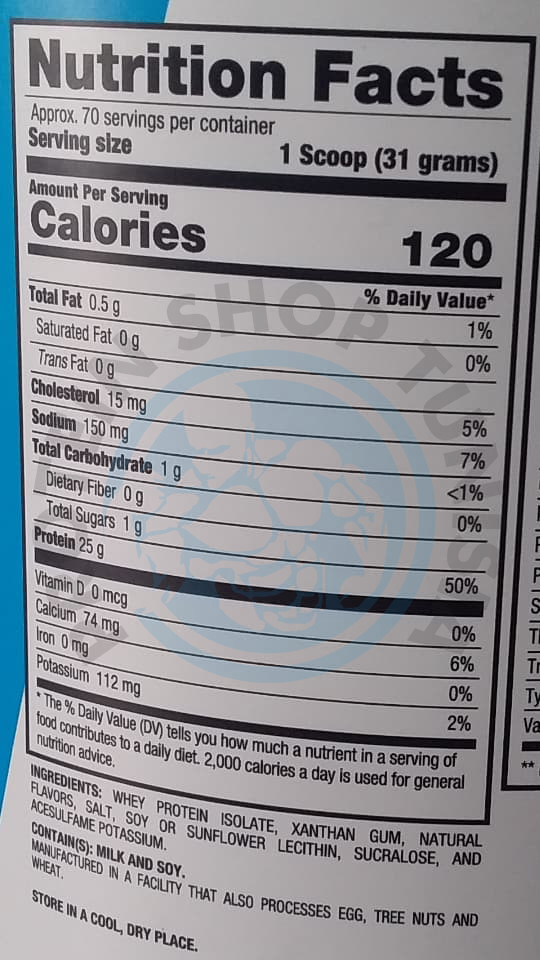 Nutrition Facts
Approx. 70 servings per container
Serving size 1 Scoop (31 grams)
Amount Per Serving
Calories 120
% Daily Value*
Total Fat 0.5 g 1%
Saturated Fat 0 g 0%
Trans Fat 0 g
Cholesterol 15 mg 5%
Sodium 150 mg 7%
Total Carbohydrate 1 g <1%
Dietary Fiber 0 g 0%
Total Sugars 1 g
Protein 25 g 50%
Vitamin D 0 mcg 0%
Calcium 74 mg 6%
Iron 0 mg 0%
Potassium 112 mg 2%
* The % Daily Value (DV) tells you how much a nutrient in a serving of
food contributes to a daily diet. 2,000 calories a day is used for general
nutrition advice.
INGREDIENTS: WHEY PROTEIN ISOLATE, XANTHAN GUM, NATURAL
FLAVORS, SALT, SOY OR SUNFLOWER LECITHIN, SUCRALOSE, AND
ACESULFAME POTASSIUM.
CONTAIN(S): MILK AND SOY.
MANUFACTURED IN A FACILITY THAT ALSO PROCESSES EGG, TREE NUTS AND
WHEAT.
STORE IN A COOL, DRY PLACE.
SHOP TUNISIA
Tr
Ty
Va
**